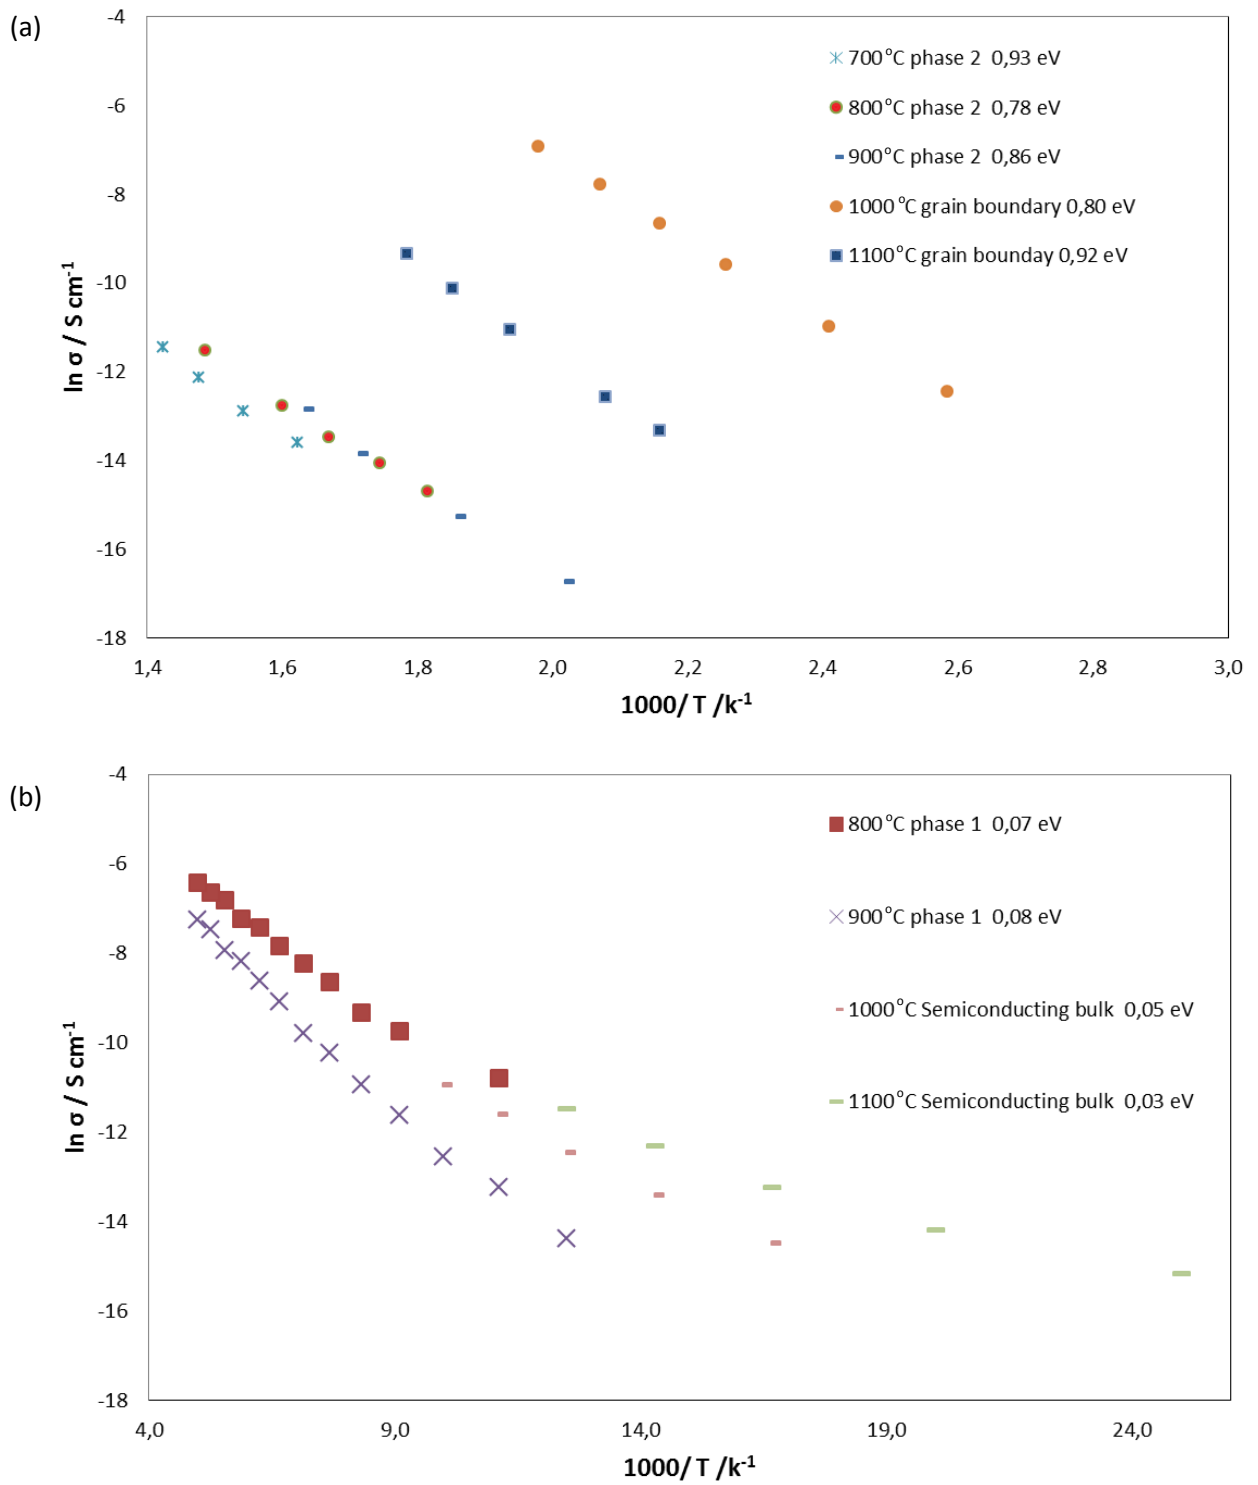 (a)
-4
-6
-8
-10
-12
-14
-16
-18
ln σ / S cm⁻¹
700°C phase 2 0,93 eV
800°C phase 2 0,78 eV
900°C phase 2 0,86 eV
1000°C grain boundary 0,80 eV
1100°C grain bounday 0,92 eV
1,4 1,6 1,8 2,0 2,2 2,4 2,6 2,8 3,0
1000/ T /k⁻¹
(b)
-4
-6
-8
-10
-12
-14
-16
-18
ln σ / S cm⁻¹
800°C phase 1 0,07 eV
900°C phase 1 0,08 eV
1000°C Semiconducting bulk 0,05 eV
1100°C Semiconducting bulk 0,03 eV
4,0 9,0 14,0 19,0 24,0
1000/ T /k⁻¹